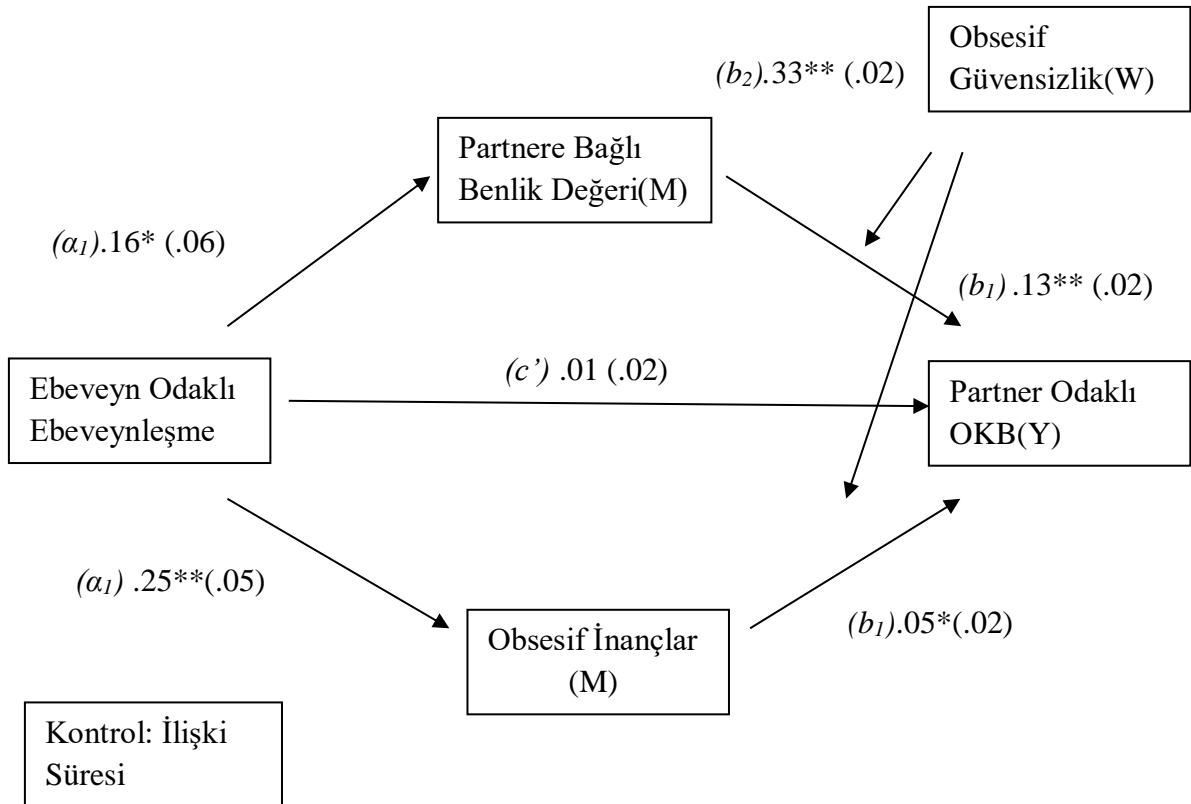 Obsesif
Güvensizlik(W)
(b2).33** (.02)
Partnere Bağlı
Benlik Değeri(M)
(α1).16* (.06)
(b1) .13** (.02)
Ebeveyn Odaklı
Ebeveynleşme
(c’) .01 (.02)
Partner Odaklı
OKB(Y)
(α1) .25**(.05)
Obsesif İnançlar
(M)
(b1).05*(.02)
Kontrol: İlişki
Süresi